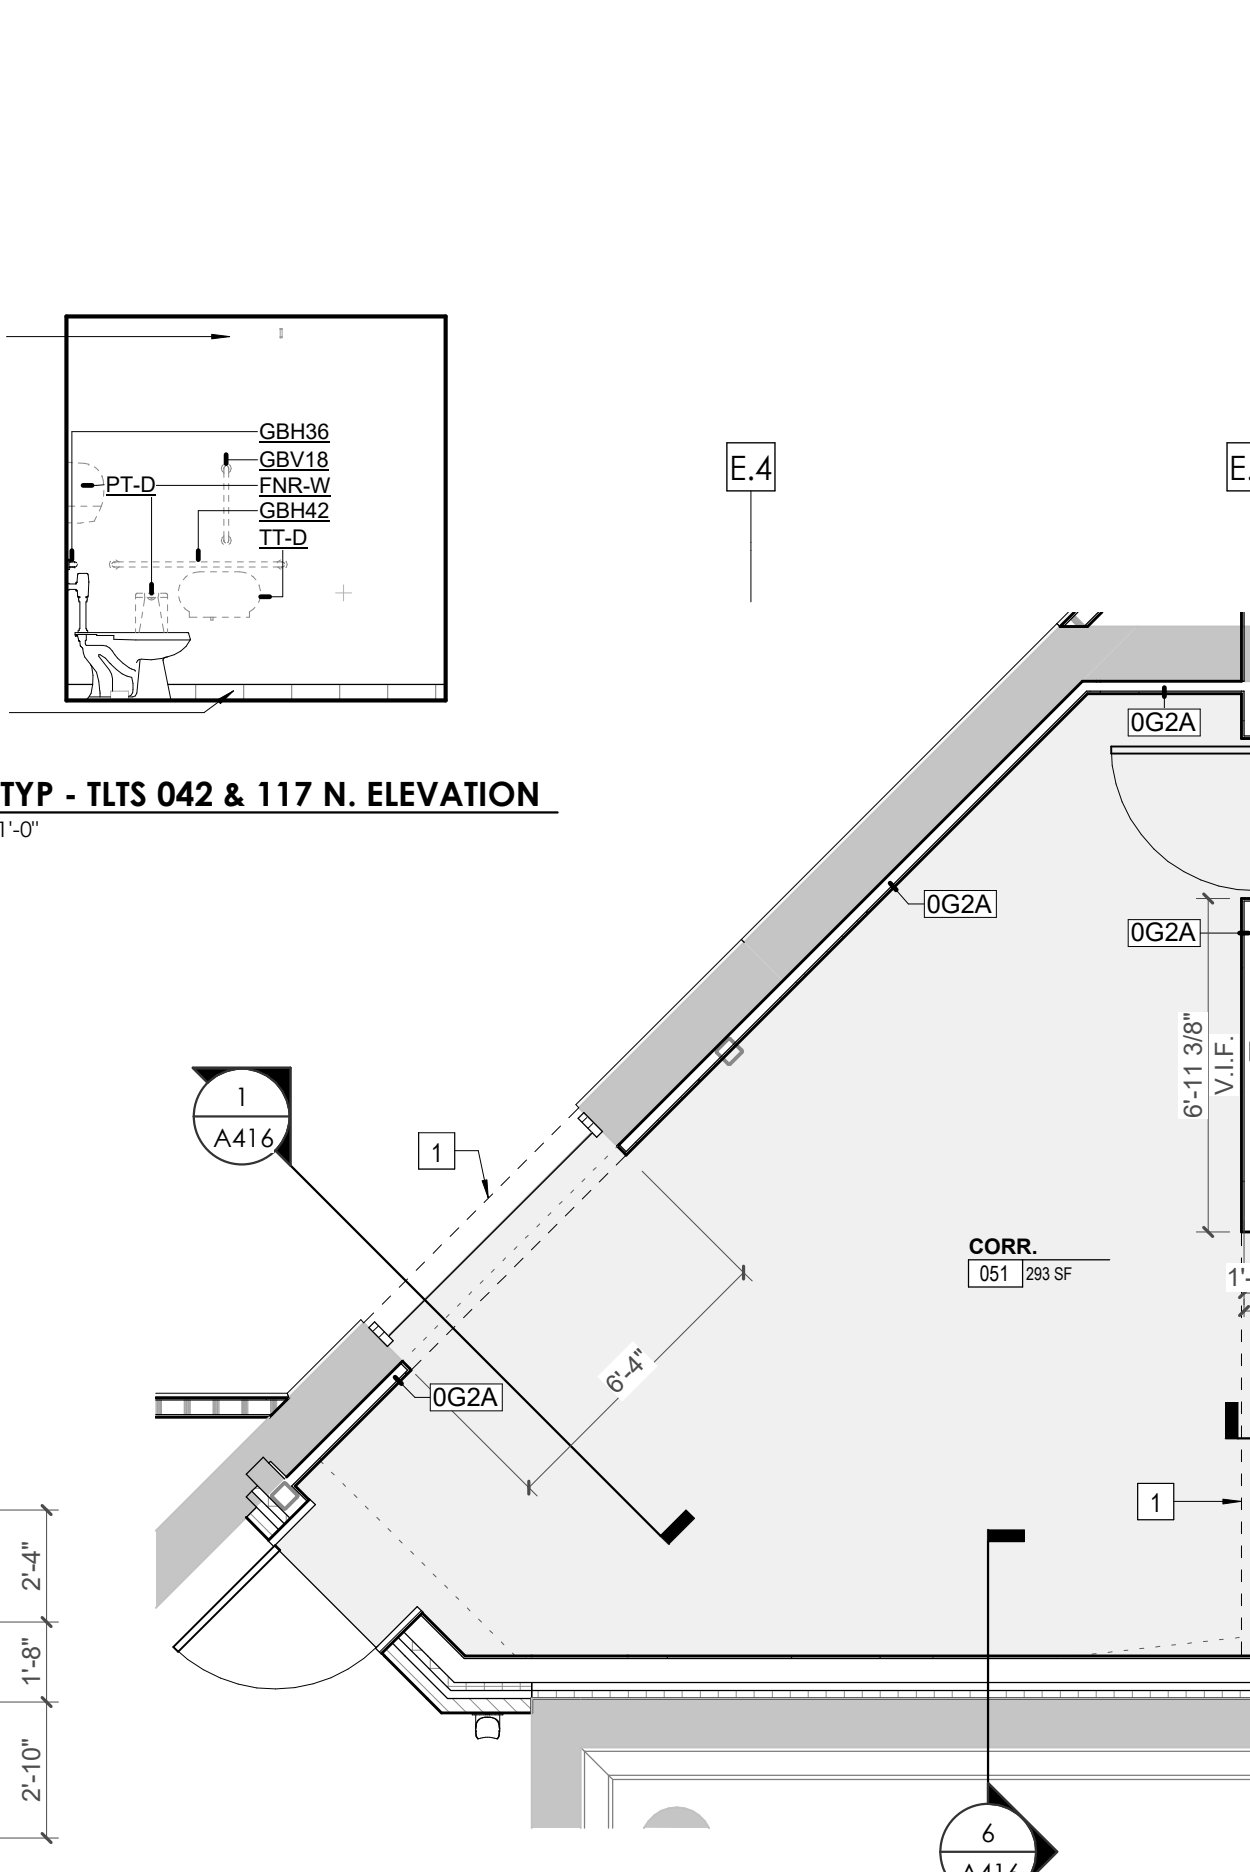 GBH36
GBV18
PT-D
FNR-W
GBH42
TT-D
E.4
E.
0G2A
TYP - TLTS 042 & 117 N. ELEVATION
1'-0"
0G2A
0G2A
6'-11 3/8"
V.I.F.
1
A416
1
CORR.
051 293 SF
1'-
6'-4"
0G2A
1
2'-4"
1'-8"
2'-10"
6
A416